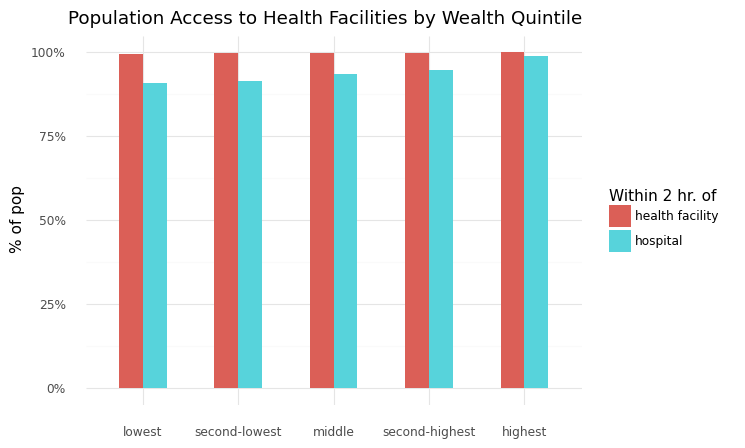 Population Access to Health Facilities by Wealth Quintile
100%
75%
50%
25%
0%
% of pop
lowest
second-lowest
middle
second-highest
highest
Within 2 hr. of
health facility
hospital